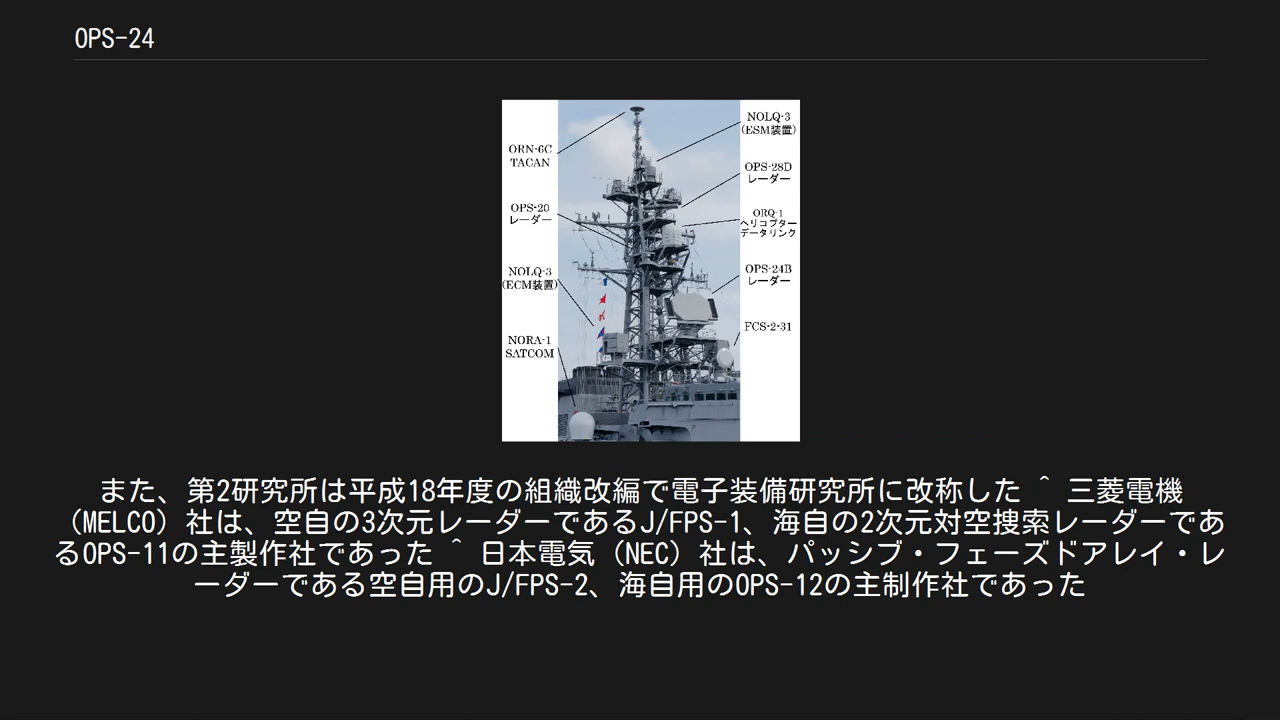 OPS-24
ORN-6C
TACAN
OPS-20
レーダー
NOLQ-3
(ECM装置)
NORA-1
SATCOM
NOLQ-3
(ESM装置)
OPS-28D
レーダー
ORQ-1
ヘリコプター
データリンク
OPS-24B
レーダー
FCS-2-31
また、第2研究所は平成18年度の組織改編で電子装備研究所に改称した ^ 三菱電機
（MELCO）社は、空自の3次元レーダーであるJ/FPS-1、海自の2次元対空捜索レーダーであ
るOPS-11の主製作社であった ^ 日本電気（NEC）社は、パッシブ・フェーズドアレイ・レ
ーダーである空自用のJ/FPS-2、海自用のOPS-12の主制作社であった